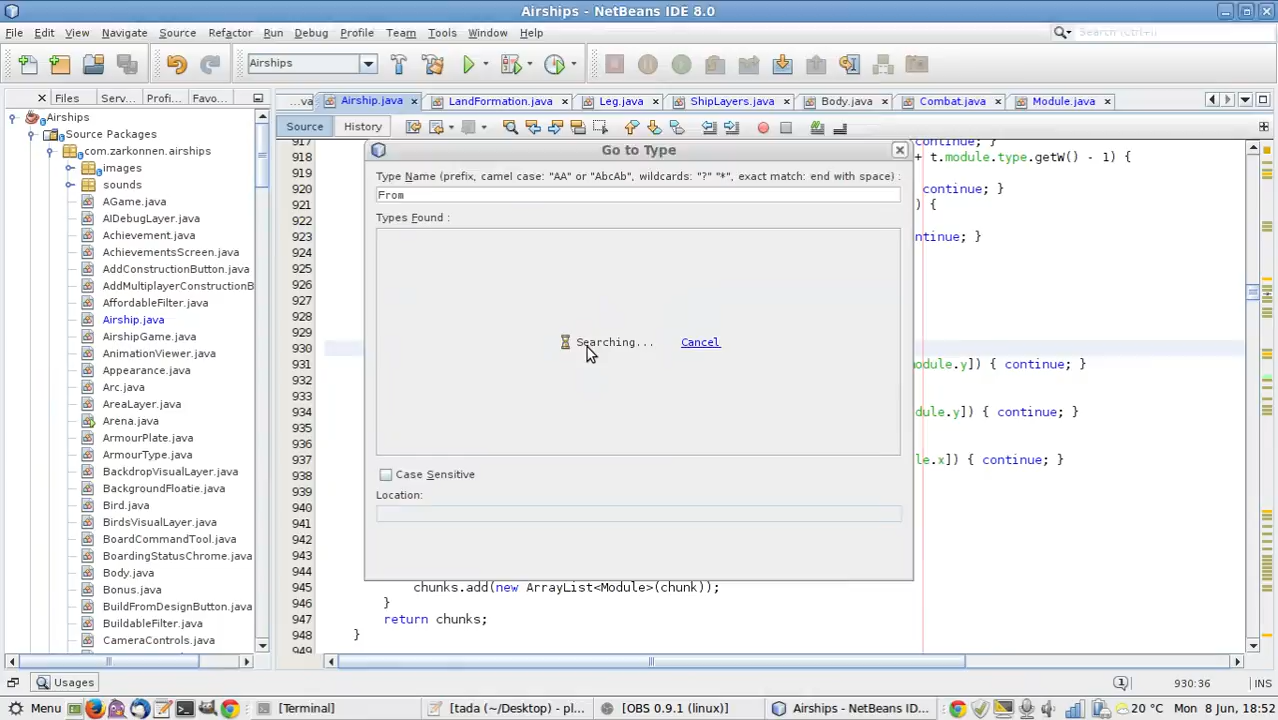 Airships - NetBeans IDE 8.0
File Edit View Navigate Source Refactor Run Debug Profile Team Tools Window Help
Search (Ctrl+I)
Airships
Files Serv... Profi... Favo...
...va Airship.java LandFormation.java Leg.java ShipLayers.java Body.java Combat.java Module.java
Source History
Airships
Source Packages
com.zarkonnen.airships
images
sounds
AGame.java
AIDebugLayer.java
Achievement.java
AchievementsScreen.java
AddConstructionButton.java
AddMultiplayerConstructionB
AffordableFilter.java
Airship.java
AirshipGame.java
AnimationViewer.java
Appearance.java
Arc.java
AreaLayer.java
Arena.java
ArmourPlate.java
ArmourType.java
BackdropVisualLayer.java
BackgroundFloatie.java
Bird.java
BirdsVisualLayer.java
BoardCommandTool.java
BoardingStatusChrome.java
Body.java
Bonus.java
BuildFromDesignButton.java
BuildableFilter.java
CameraControls.java
917 continue; }
918 + t.module.type.getW() - 1) {
919
920 continue; }
921 ) {
922
923 ntinue; }
924
925
926
927
928
929
930
931 odule.y]) { continue; }
932
933
934 dule.y]) { continue; }
935
936
937 le.x]) { continue; }
938
939
940
941
942
943
944
945 chunks.add(new ArrayList<Module>(chunk));
946 }
947 return chunks;
948 }
949
Go to Type
Type Name (prefix, camel case: "AA" or "AbcAb", wildcards: "?" "*", exact match: end with space) :
From
Types Found :
Searching... Cancel
Case Sensitive
Location:
Usages
1
930:36 INS
Menu [Terminal] [tada (~/Desktop) - pl... [OBS 0.9.1 (linux)] Airships - NetBeans ID... 20 °C Mon 8 Jun, 18:52